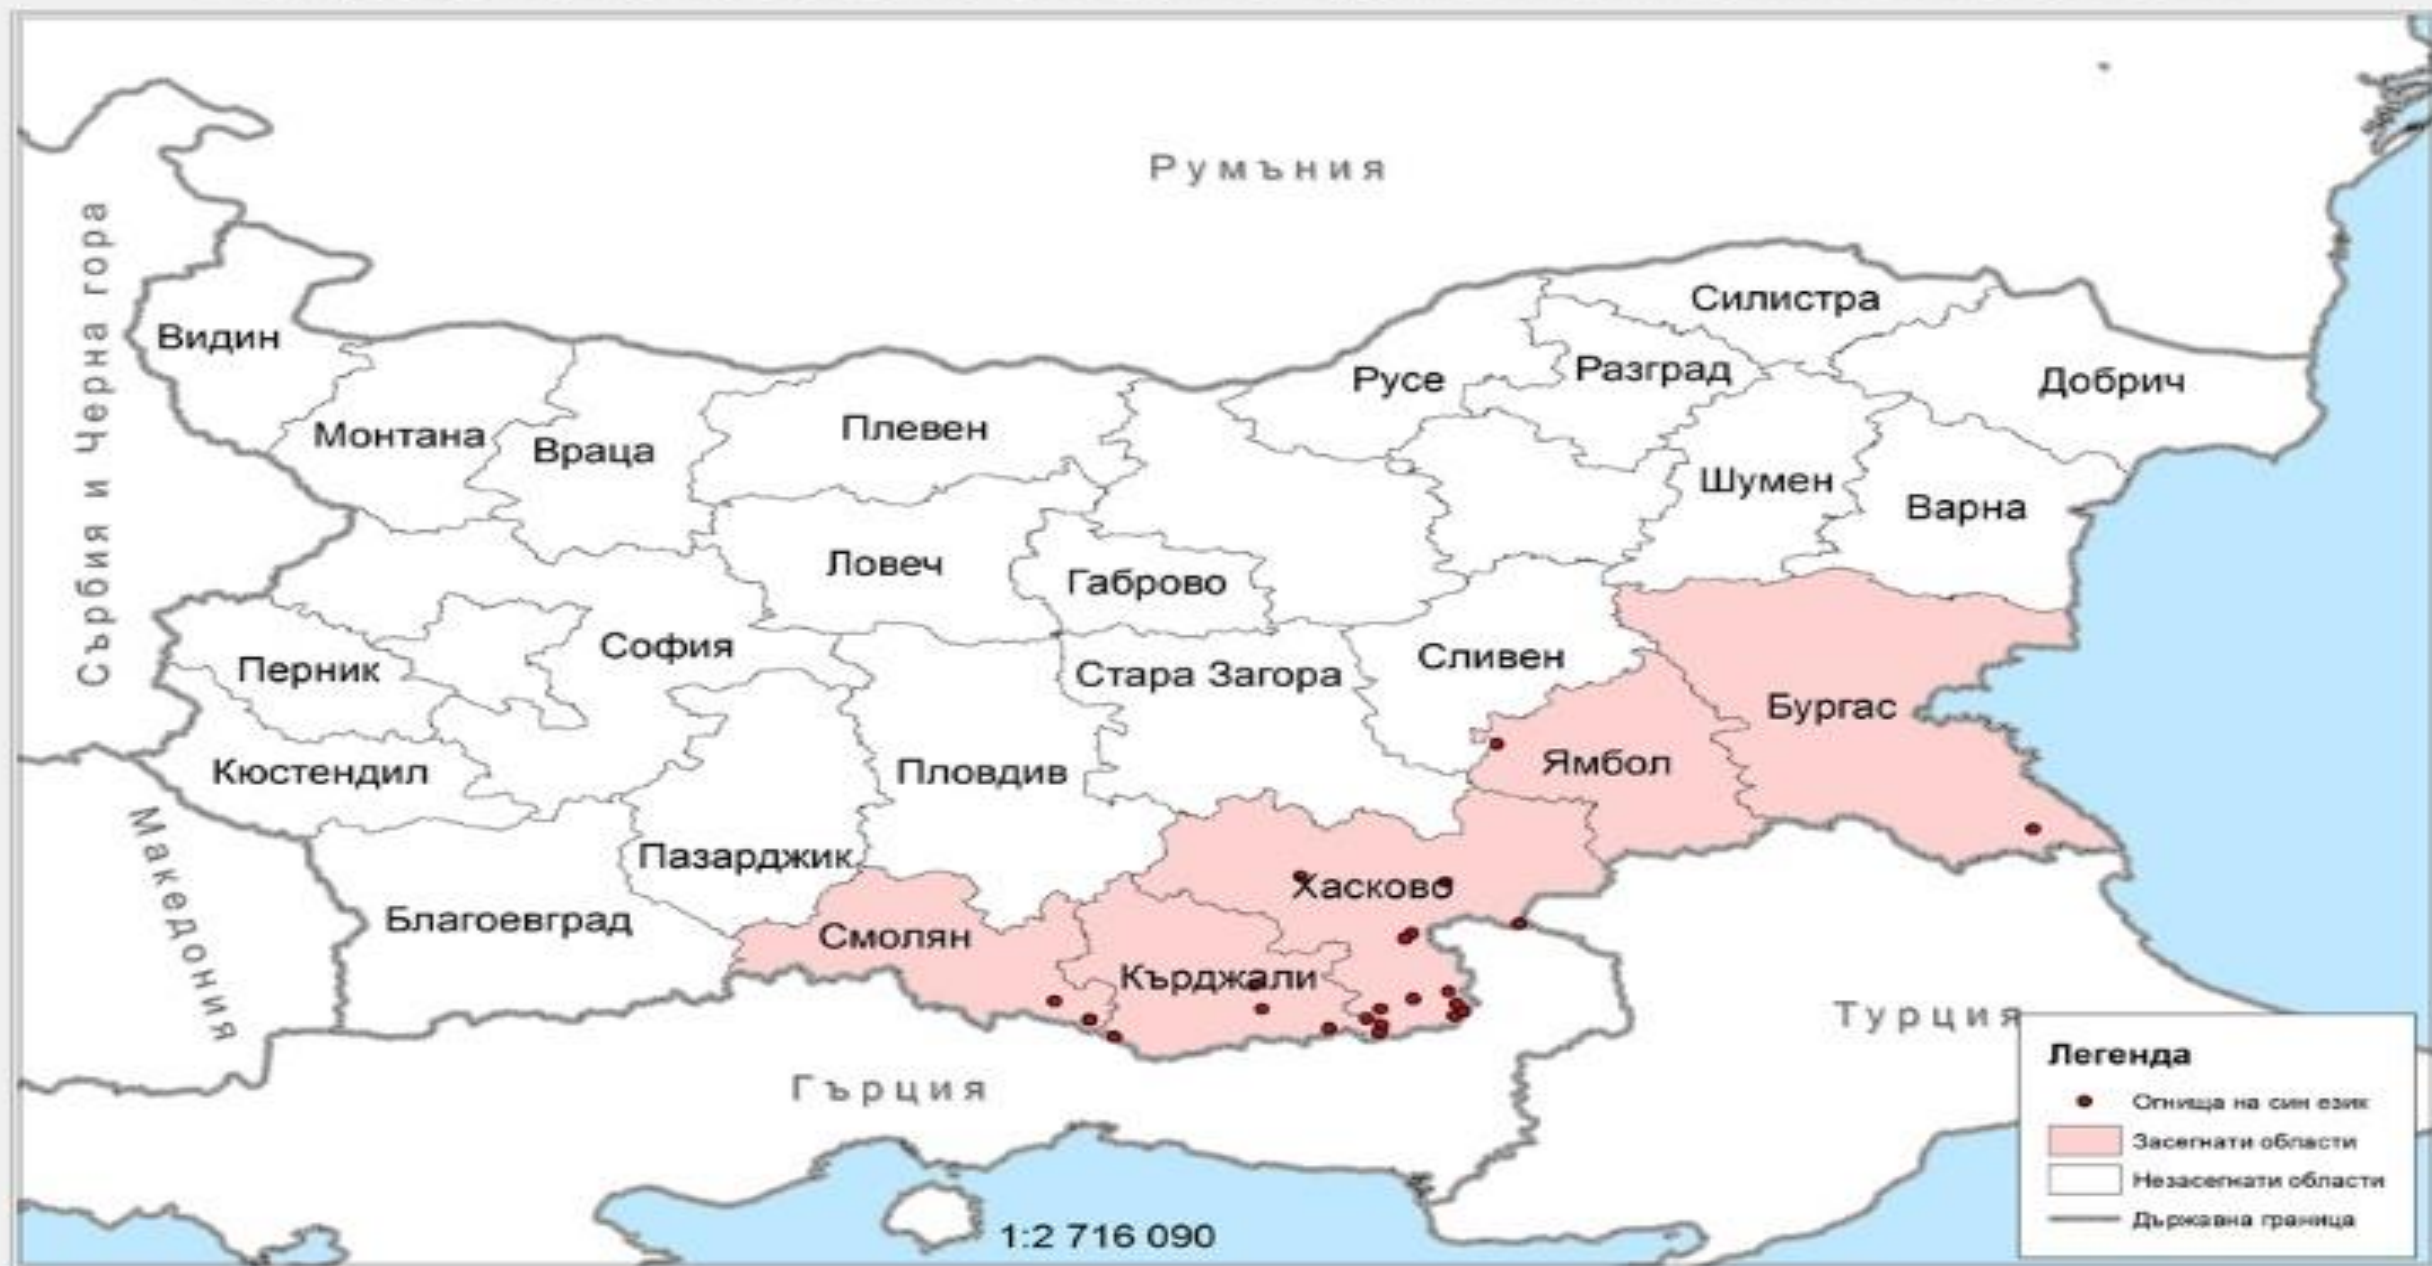 Румъния
Сърбия и Черна гора
Силистра
Видин
Русе
Разград
Добрич
Монтана
Враца
Плевен
Шумен
Варна
Ловеч
Габрово
София
Сливен
Перник
Стара Загора
Бургас
Кюстендил
Пловдив
Ямбол
Македония
Пазарджик
Хасково
Благоевград
Смолян
Кърджали
Турция
Гърция
Легенда
Огнища на син език
Засегнати области
Незасегнати области
Държавна граница
1:2 716 090